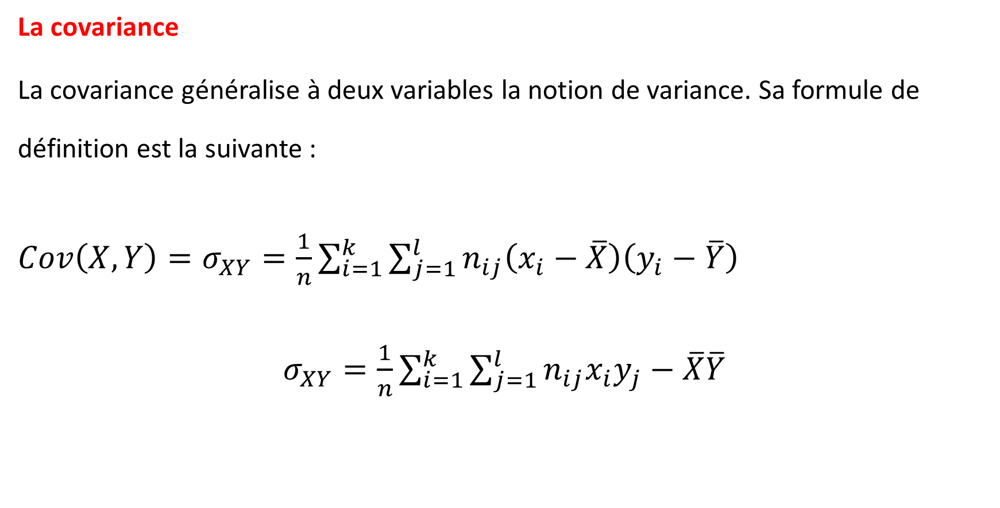 La covariance
La covariance généralise à deux variables la notion de variance. Sa formule de
définition est la suivante :
$Cov(X,Y) = \sigma_{XY} = \frac{1}{n}\sum_{i=1}^{k}\sum_{j=1}^{l} n_{ij}(x_i - \bar{X})(y_i - \bar{Y})$
$\sigma_{XY} = \frac{1}{n}\sum_{i=1}^{k}\sum_{j=1}^{l} n_{ij}x_iy_j - \bar{X}\bar{Y}$